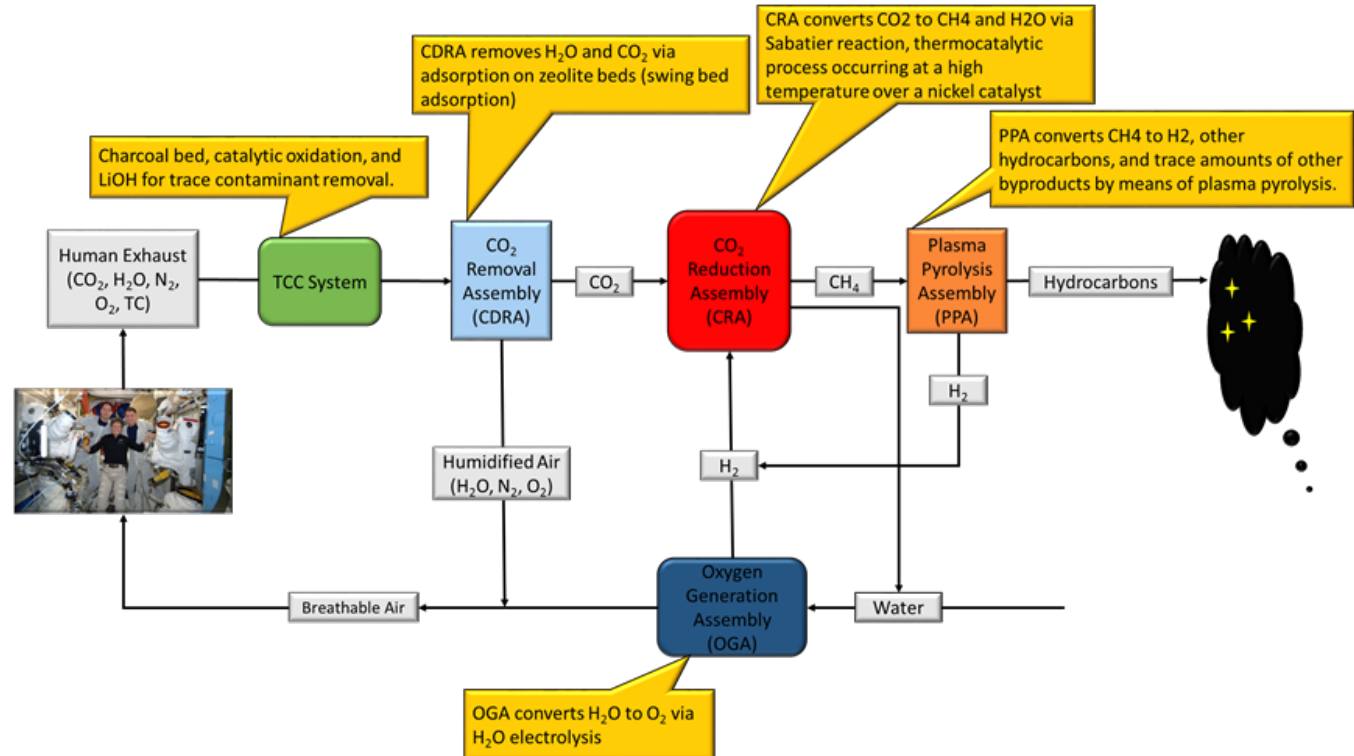 CRA converts CO2 to CH4 and H2O via
Sabatier reaction, thermocatalytic
process occurring at a high
temperature over a nickel catalyst
CDRA removes H₂O and CO₂ via
adsorption on zeolite beds (swing bed
adsorption)
PPA converts CH4 to H2, other
hydrocarbons, and trace amounts of other
byproducts by means of plasma pyrolysis.
Charcoal bed, catalytic oxidation, and
LiOH for trace contaminant removal.
Human Exhaust
(CO₂, H₂O, N₂,
O₂, TC)
TCC System
CO₂
Removal
Assembly
(CDRA)
CO₂
CO₂
Reduction
Assembly
(CRA)
CH₄
Plasma
Pyrolysis
Assembly
(PPA)
Hydrocarbons
H₂
Humidified Air
(H₂O, N₂, O₂)
H₂
Breathable Air
Oxygen
Generation
Assembly
(OGA)
Water
OGA converts H₂O to O₂ via
H₂O electrolysis